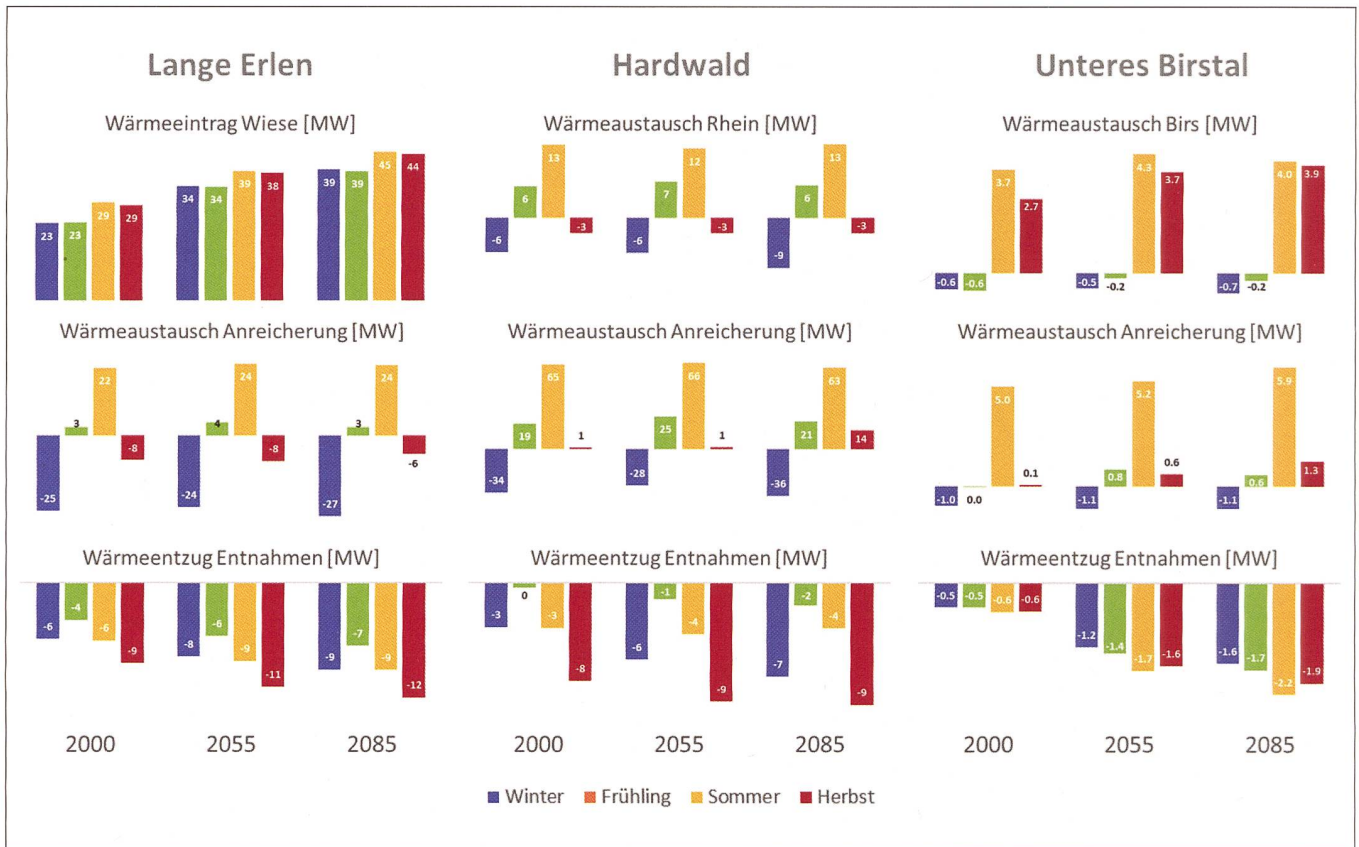 Lange Erlen
Hardwald
Unteres Birstal
Wärmeeintrag Wiese [MW]
23 23 29 29 34 34 39 38 39 39 45 44
Wärmeaustausch Rhein [MW]
-6 6 13 -3 -6 7 12 -3 -9 6 13 -3
Wärmeaustausch Birs [MW]
-0.6 -0.6 3.7 2.7 -0.5 -0.2 4.3 3.7 -0.7 -0.2 4.0 3.9
Wärmeaustausch Anreicherung [MW]
-25 3 22 -8 -24 4 24 -8 -27 3 24 -6
Wärmeaustausch Anreicherung [MW]
-34 19 65 1 -28 25 66 1 -36 21 63 14
Wärmeaustausch Anreicherung [MW]
-1.0 0.0 5.0 0.1 -1.1 0.8 5.2 0.6 -1.1 0.6 5.9 1.3
Wärmeentzug Entnahmen [MW]
-6 -4 -6 -9 -8 -6 -9 -11 -9 -7 -9 -12
Wärmeentzug Entnahmen [MW]
-3 0 -3 -8 -6 -1 -4 -9 -7 -2 -4 -9
Wärmeentzug Entnahmen [MW]
-0.5 -0.5 -0.6 -0.6 -1.2 -1.4 -1.7 -1.6 -1.6 -1.7 -2.2 -1.9
2000 2055 2085
2000 2055 2085
2000 2055 2085
Winter Frühling Sommer Herbst